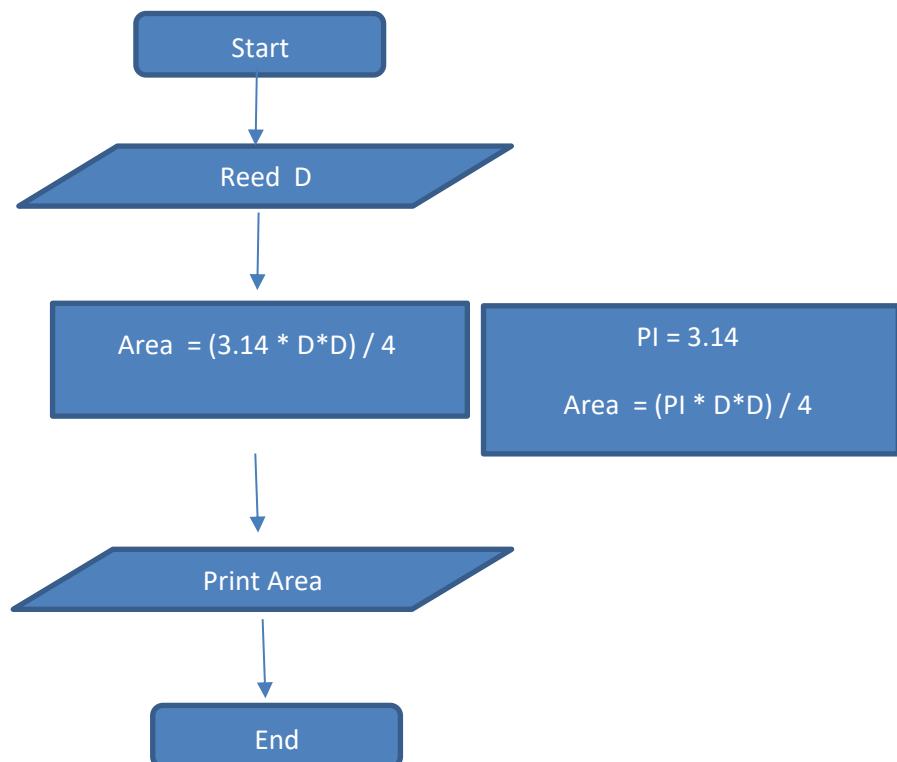 Start
Reed  D
Area  = (3.14 * D*D) / 4
PI = 3.14
Area  = (PI * D*D) / 4
Print Area
End